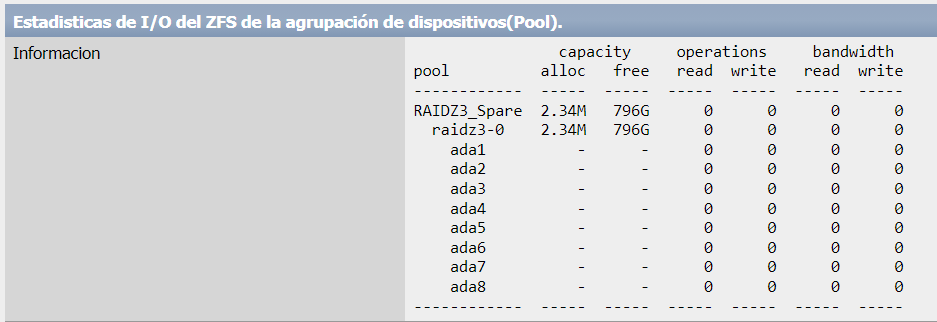 Estadisticas de I/O del ZFS de la agrupación de dispositivos(Pool).
Informacion
                capacity     operations     bandwidth
pool          alloc   free   read  write   read  write
------------  -----  -----  -----  -----  -----  -----
RAIDZ3_Spare  2.34M   796G      0      0      0      0
  raidz3-0    2.34M   796G      0      0      0      0
    ada1          -      -      0      0      0      0
    ada2          -      -      0      0      0      0
    ada3          -      -      0      0      0      0
    ada4          -      -      0      0      0      0
    ada5          -      -      0      0      0      0
    ada6          -      -      0      0      0      0
    ada7          -      -      0      0      0      0
    ada8          -      -      0      0      0      0
------------  -----  -----  -----  -----  -----  -----